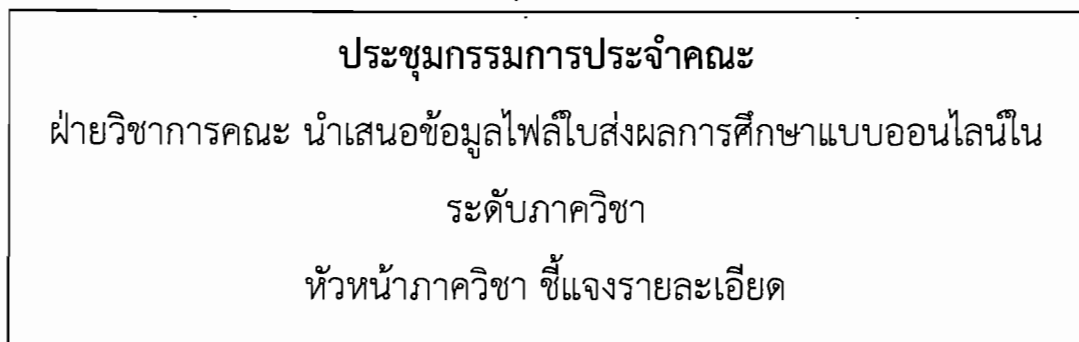 ประชุมกรรมการประจำคณะ
ฝ่ายวิชาการคณะ นำเสนอข้อมูลไฟล์ใบส่งผลการศึกษาแบบออนไลน์ใน
ระดับภาควิชา
หัวหน้าภาควิชา ชี้แจงรายละเอียด